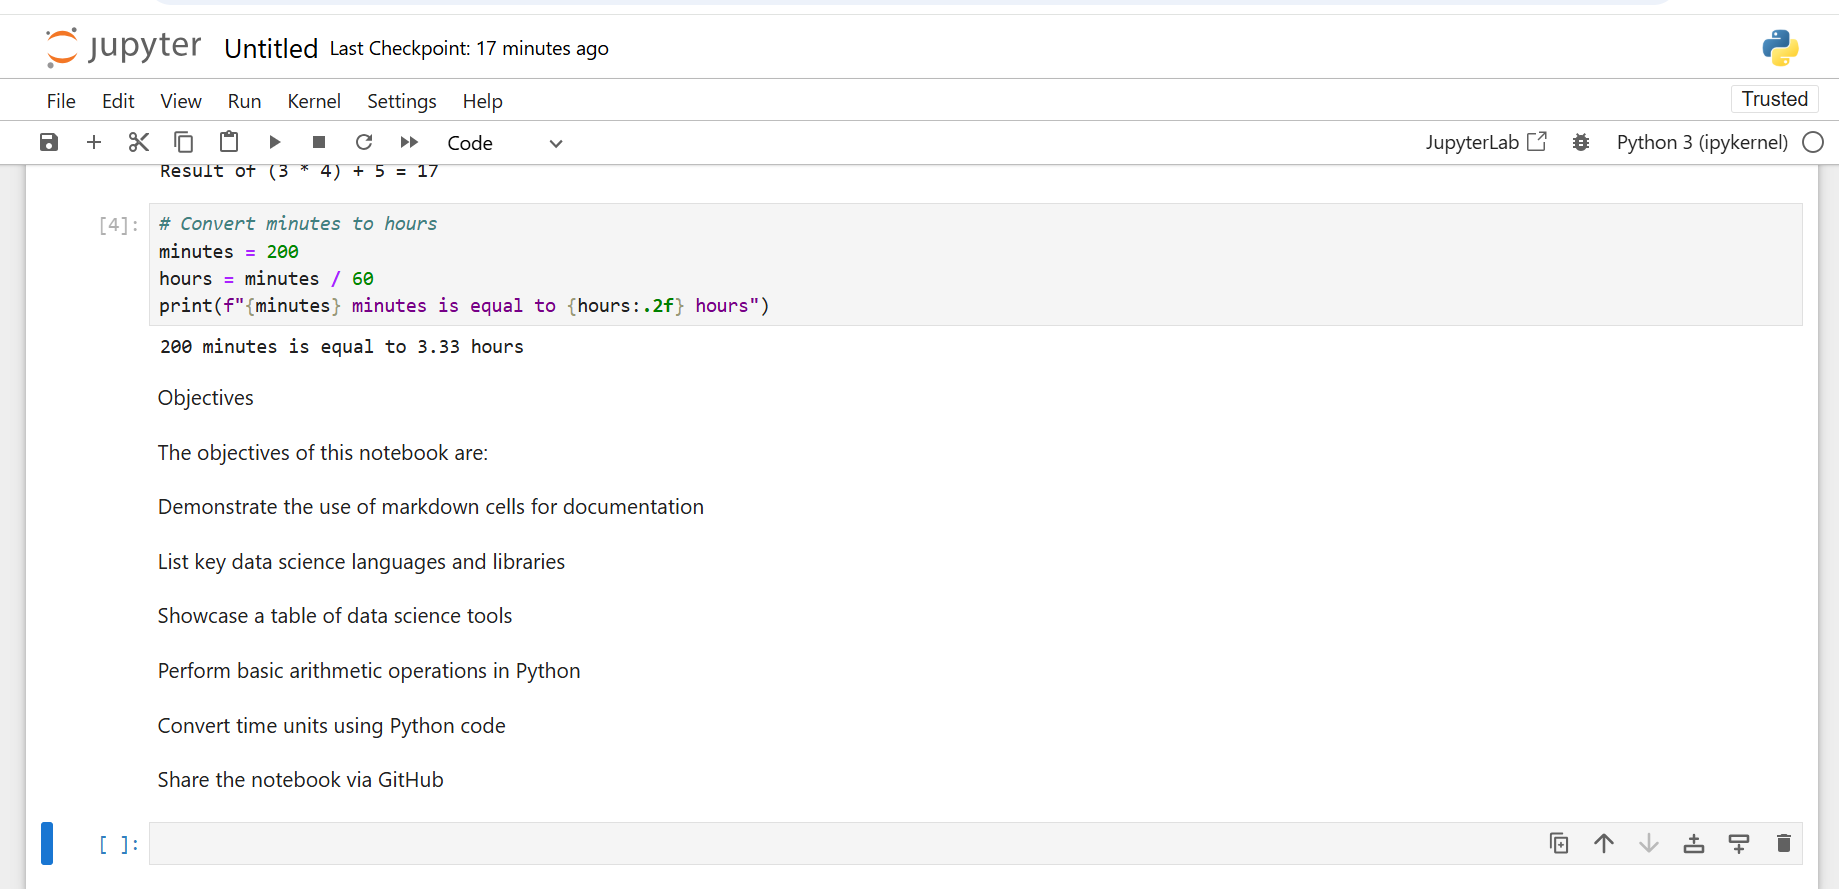 jupyter Untitled Last Checkpoint: 17 minutes ago
File Edit View Run Kernel Settings Help Trusted
Code JupyterLab Python 3 (ipykernel)
Result of (3 * 4) + 5 = 17
[4]: # Convert minutes to hours
minutes = 200
hours = minutes / 60
print(f"{minutes} minutes is equal to {hours:.2f} hours")
200 minutes is equal to 3.33 hours
Objectives
The objectives of this notebook are:
Demonstrate the use of markdown cells for documentation
List key data science languages and libraries
Showcase a table of data science tools
Perform basic arithmetic operations in Python
Convert time units using Python code
Share the notebook via GitHub
[ ]: